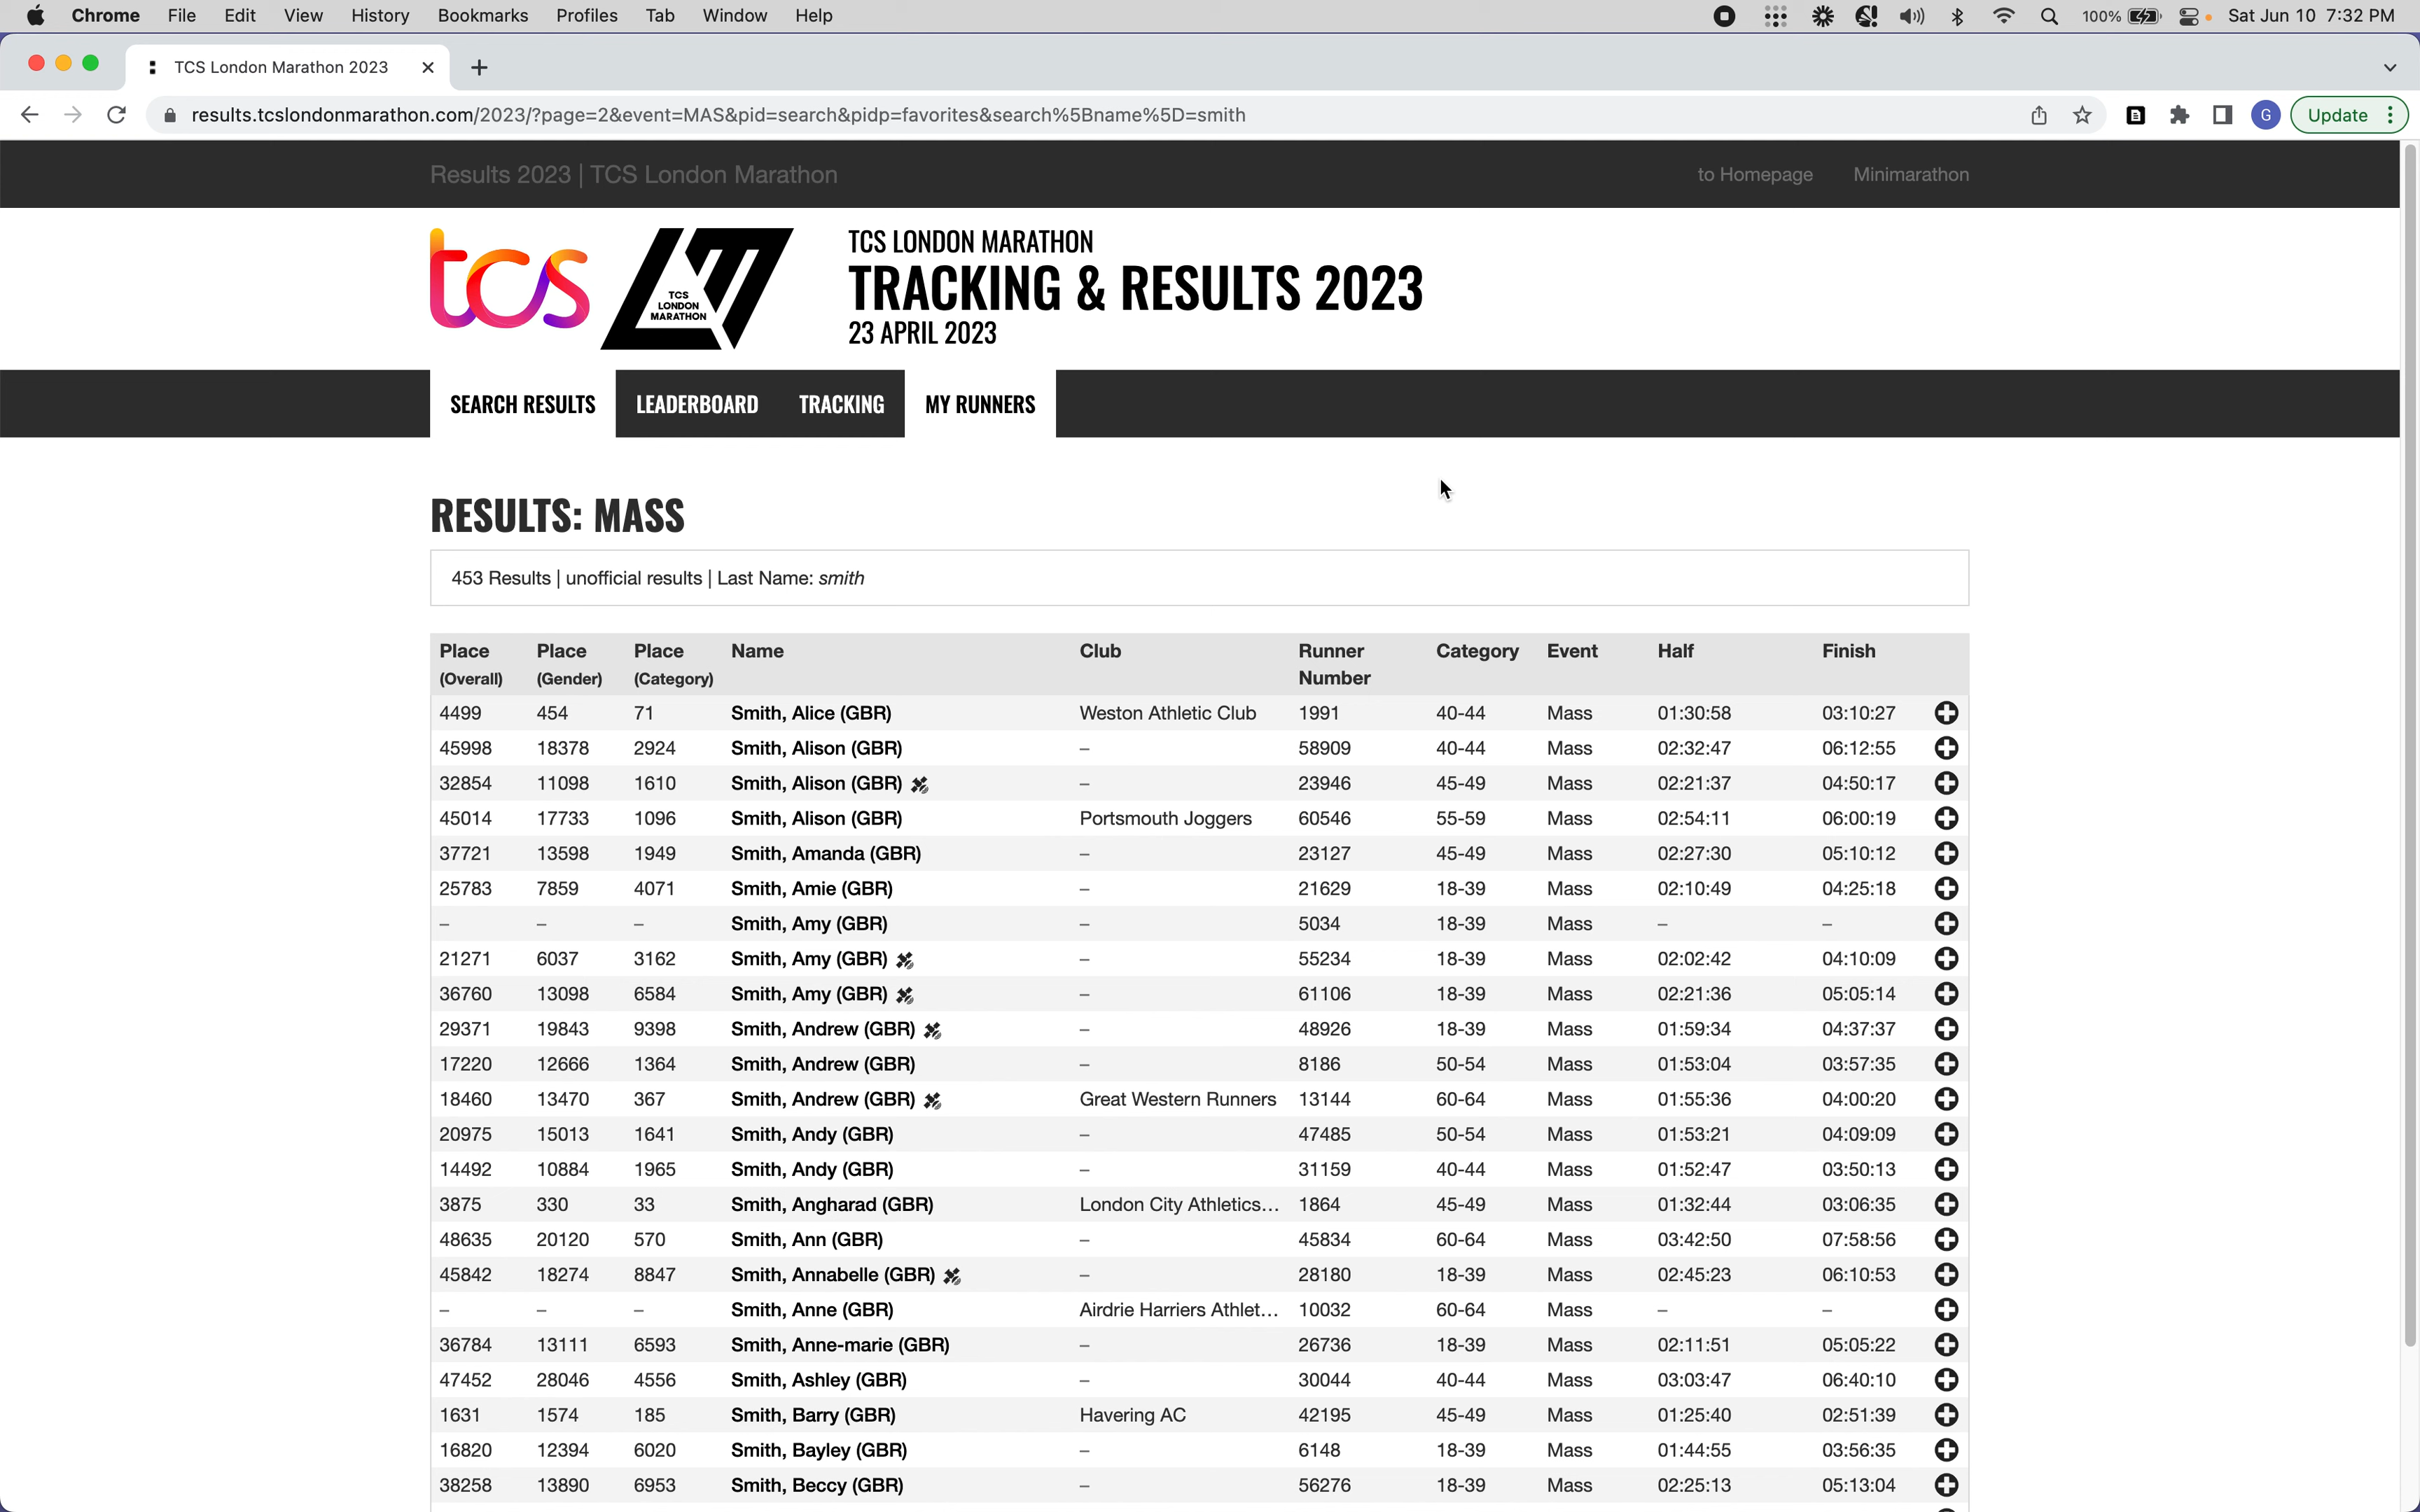 Chrome File Edit View History Bookmarks Profiles Tab Window Help 100% Sat Jun 10 7:32 PM
TCS London Marathon 2023
results.tcslondonmarathon.com/2023/?page=2&event=MAS&pid=search&pidp=favorites&search%5Bname%5D=smith G Update
Results 2023 | TCS London Marathon to Homepage Minimarathon
tcs
TCS
LONDON
MARATHON
TCS LONDON MARATHON
TRACKING & RESULTS 2023
23 APRIL 2023
SEARCH RESULTS LEADERBOARD TRACKING MY RUNNERS
RESULTS: MASS
453 Results | unofficial results | Last Name: smith
Place Place Place Name Club Runner Category Event Half Finish
(Overall) (Gender) (Category) Number
4499 454 71 Smith, Alice (GBR) Weston Athletic Club 1991 40-44 Mass 01:30:58 03:10:27
45998 18378 2924 Smith, Alison (GBR) – 58909 40-44 Mass 02:32:47 06:12:55
32854 11098 1610 Smith, Alison (GBR) – 23946 45-49 Mass 02:21:37 04:50:17
45014 17733 1096 Smith, Alison (GBR) Portsmouth Joggers 60546 55-59 Mass 02:54:11 06:00:19
37721 13598 1949 Smith, Amanda (GBR) – 23127 45-49 Mass 02:27:30 05:10:12
25783 7859 4071 Smith, Amie (GBR) – 21629 18-39 Mass 02:10:49 04:25:18
– – – Smith, Amy (GBR) – 5034 18-39 Mass – –
21271 6037 3162 Smith, Amy (GBR) – 55234 18-39 Mass 02:02:42 04:10:09
36760 13098 6584 Smith, Amy (GBR) – 61106 18-39 Mass 02:21:36 05:05:14
29371 19843 9398 Smith, Andrew (GBR) – 48926 18-39 Mass 01:59:34 04:37:37
17220 12666 1364 Smith, Andrew (GBR) – 8186 50-54 Mass 01:53:04 03:57:35
18460 13470 367 Smith, Andrew (GBR) Great Western Runners 13144 60-64 Mass 01:55:36 04:00:20
20975 15013 1641 Smith, Andy (GBR) – 47485 50-54 Mass 01:53:21 04:09:09
14492 10884 1965 Smith, Andy (GBR) – 31159 40-44 Mass 01:52:47 03:50:13
3875 330 33 Smith, Angharad (GBR) London City Athletics... 1864 45-49 Mass 01:32:44 03:06:35
48635 20120 570 Smith, Ann (GBR) – 45834 60-64 Mass 03:42:50 07:58:56
45842 18274 8847 Smith, Annabelle (GBR) – 28180 18-39 Mass 02:45:23 06:10:53
– – – Smith, Anne (GBR) Airdrie Harriers Athlet... 10032 60-64 Mass – –
36784 13111 6593 Smith, Anne-marie (GBR) – 26736 18-39 Mass 02:11:51 05:05:22
47452 28046 4556 Smith, Ashley (GBR) – 30044 40-44 Mass 03:03:47 06:40:10
1631 1574 185 Smith, Barry (GBR) Havering AC 42195 45-49 Mass 01:25:40 02:51:39
16820 12394 6020 Smith, Bayley (GBR) – 6148 18-39 Mass 01:44:55 03:56:35
38258 13890 6953 Smith, Beccy (GBR) – 56276 18-39 Mass 02:25:13 05:13:04